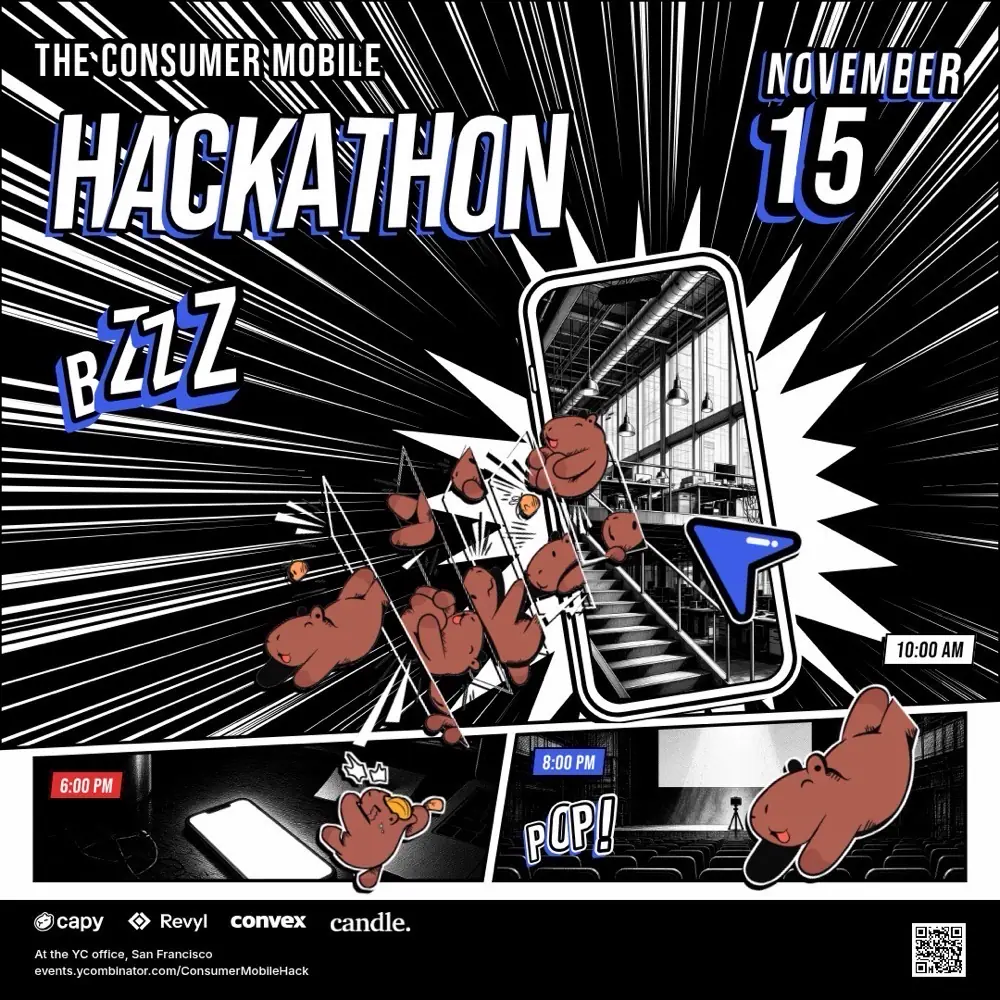 THE CONSUMER MOBILE
HACKATHON
NOVEMBER
15
BZZZ
10:00 AM
6:00 PM
8:00 PM
POP!
capy
Revyl
convex
candle.
At the YC office, San Francisco
events.ycombinator.com/ConsumerMobileHack